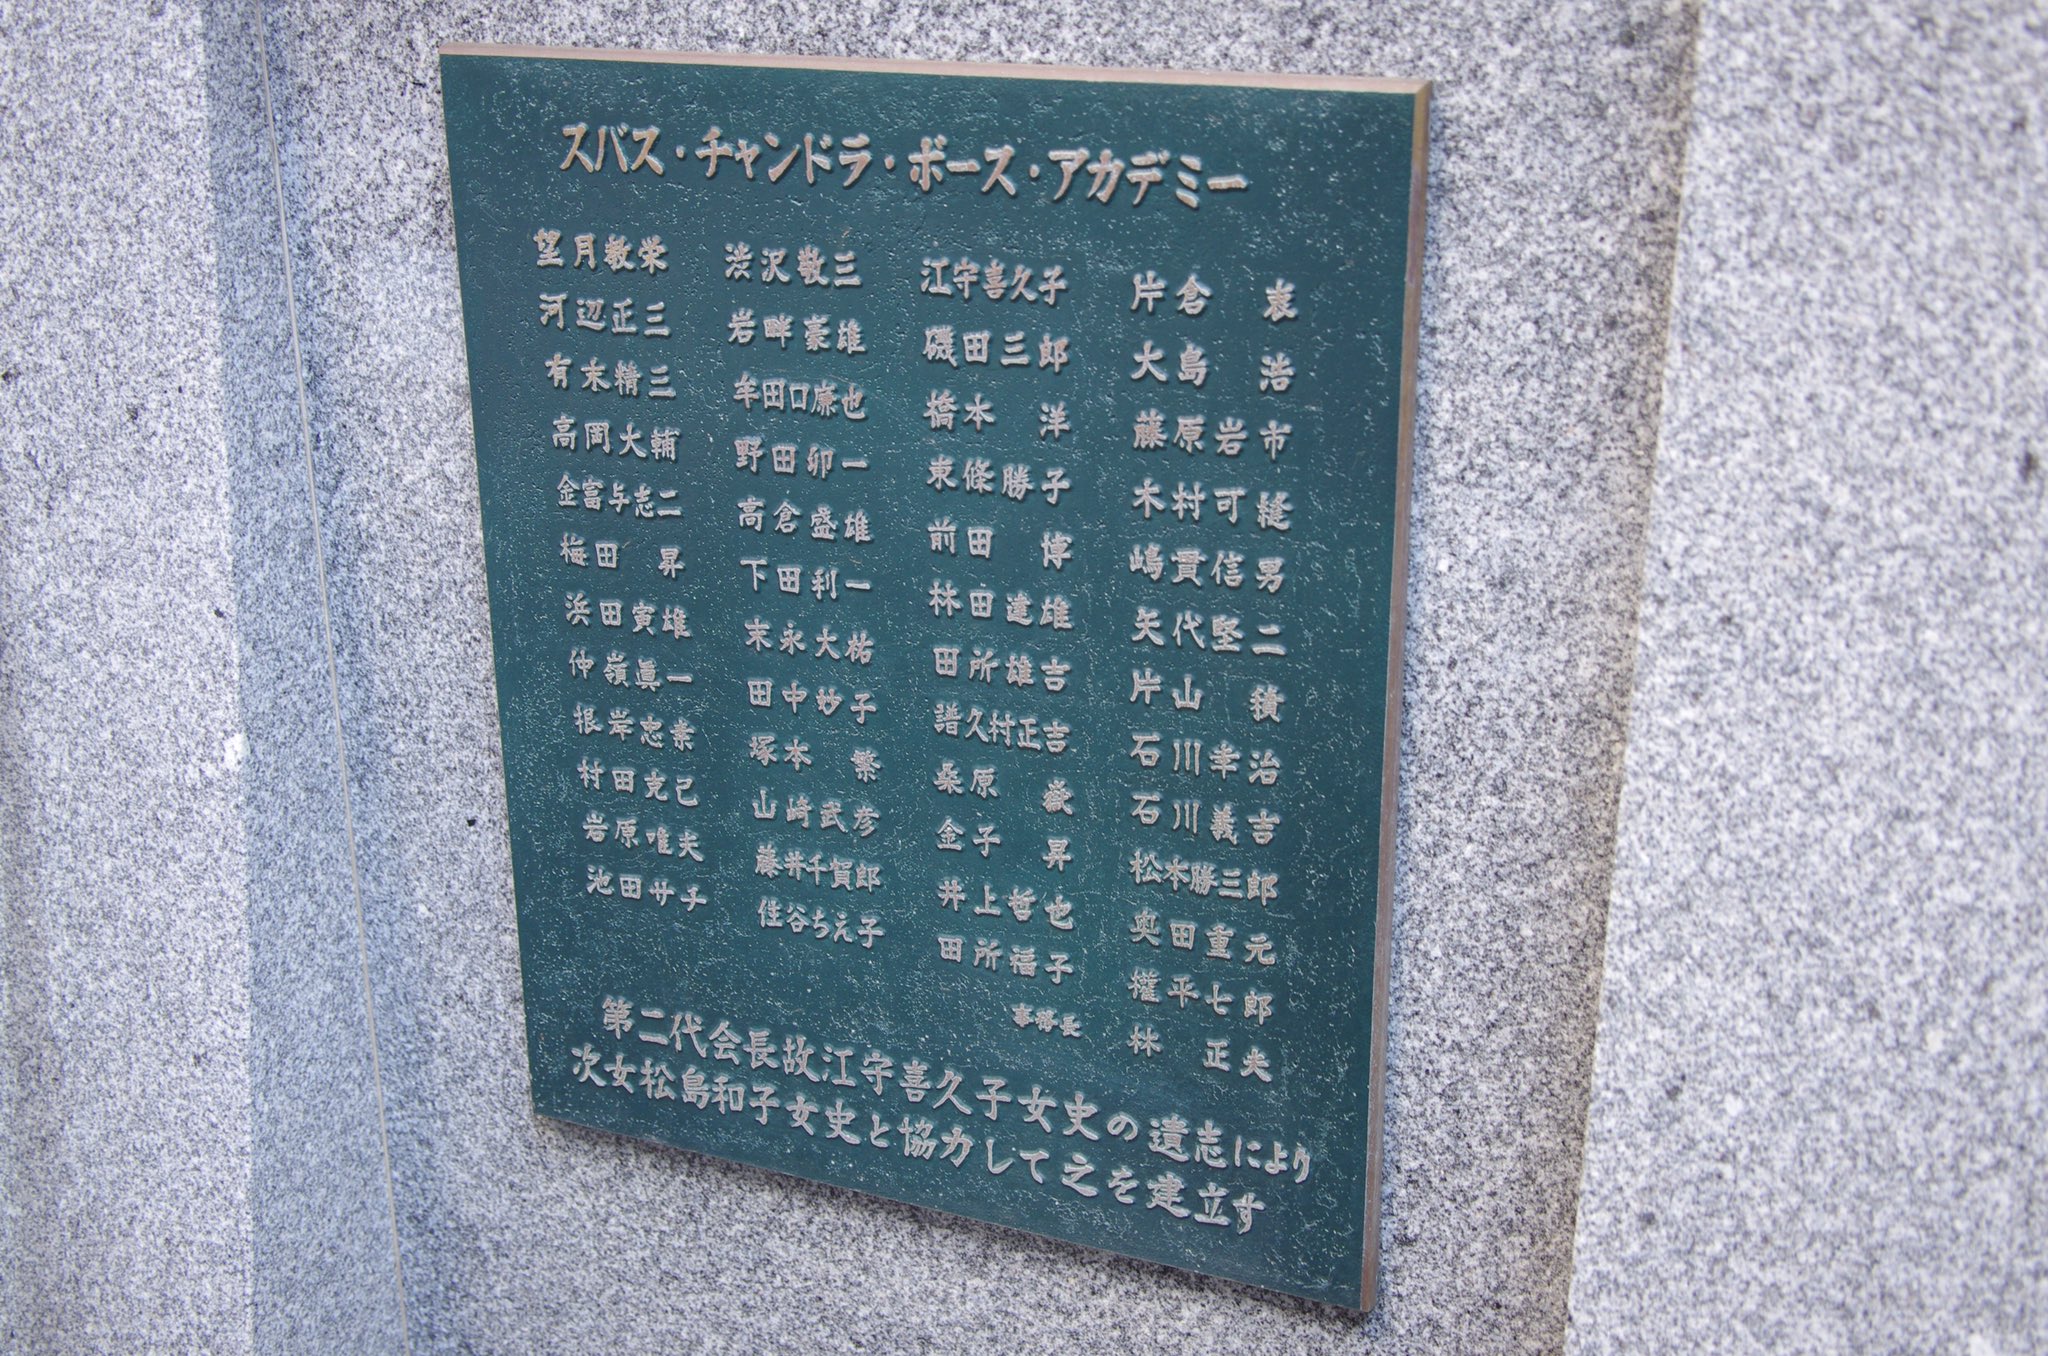 スバス・チャンドラ・ボース・アカデミー
望月教栄
河辺正三
有末精三
高岡大輔
金富与志二
梅田 昇
浜田寅雄
仲嶺眞一
根岸忠素
村田克己
岩原唯夫
池田サチ
渋沢敬三
岩畔豪雄
牟田口廉也
野田卯一
高倉盛雄
下田利一
末永大祐
田中妙子
塚本 繁
山崎武彦
藤井千賀郎
住谷ちえ子
江守喜久子
磯田三郎
橋本 洋
東條勝子
前田 博
林田達雄
田所雄吉
譜久村正吉
桑原 嶽
金子 昇
井上哲也
田所福子
片倉 衷
大島 浩
藤原岩市
木村可縫
嶋貫信男
矢代堅二
片山 積
石川幸治
石川義吉
松本勝三郎
奥田重元
権平七郎
事務長 林 正夫
第二代会長故江守喜久子女史の遺志により
次女松島和子女史と協力して之を建立す